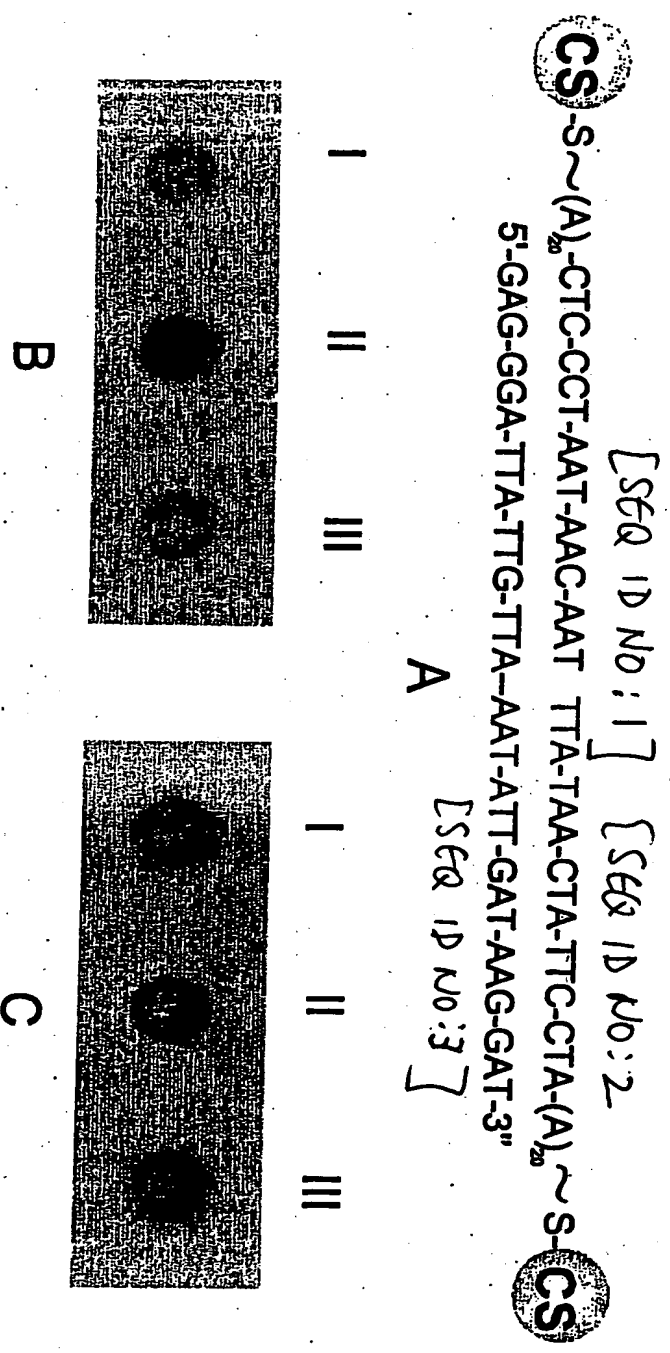 [SEQ ID NO:1] [SEQ ID NO:2
CS-S~(A)₂₀-CTC-CCT-AAT-AAC-AAT TTA-TAA-CTA-TTC-CTA-(A)₂₀~S-CS
5'-GAG-GGA-TTA-TTG-TTA-AAT-ATT-GAT-AAG-GAT-3"
[SEQ ID NO:3]
A
I II III I II III
B C